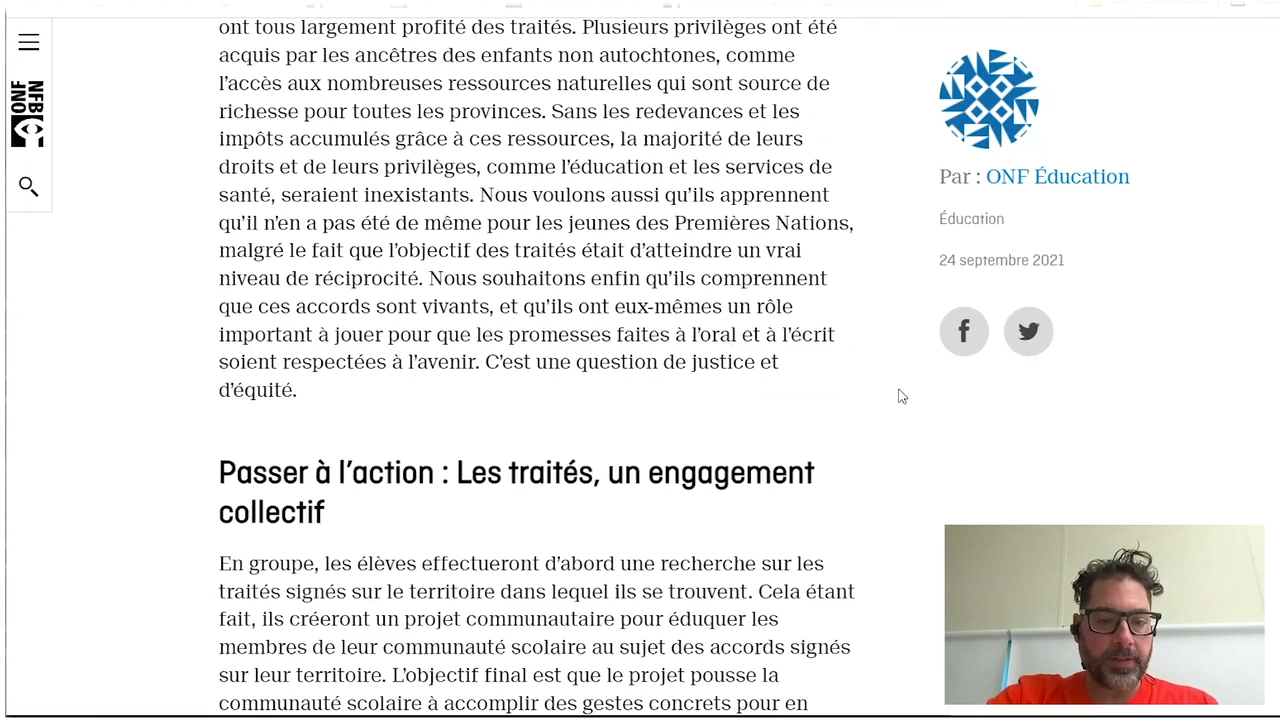 ont tous largement profité des traités. Plusieurs privilèges ont été
acquis par les ancêtres des enfants non autochtones, comme
l’accès aux nombreuses ressources naturelles qui sont source de
richesse pour toutes les provinces. Sans les redevances et les
impôts accumulés grâce à ces ressources, la majorité de leurs
droits et de leurs privilèges, comme l’éducation et les services de
santé, seraient inexistants. Nous voulons aussi qu’ils apprennent
qu’il n’en a pas été de même pour les jeunes des Premières Nations,
malgré le fait que l’objectif des traités était d’atteindre un vrai
niveau de réciprocité. Nous souhaitons enfin qu’ils comprennent
que ces accords sont vivants, et qu’ils ont eux-mêmes un rôle
important à jouer pour que les promesses faites à l’oral et à l’écrit
soient respectées à l’avenir. C’est une question de justice et
d’équité.
Passer à l’action : Les traités, un engagement
collectif
En groupe, les élèves effectueront d’abord une recherche sur les
traités signés sur le territoire dans lequel ils se trouvent. Cela étant
fait, ils créeront un projet communautaire pour éduquer les
membres de leur communauté scolaire au sujet des accords signés
sur leur territoire. L’objectif final est que le projet pousse la
communauté scolaire à accomplir des gestes concrets pour en
NFB
ONF
Par : ONF Éducation
Éducation
24 septembre 2021